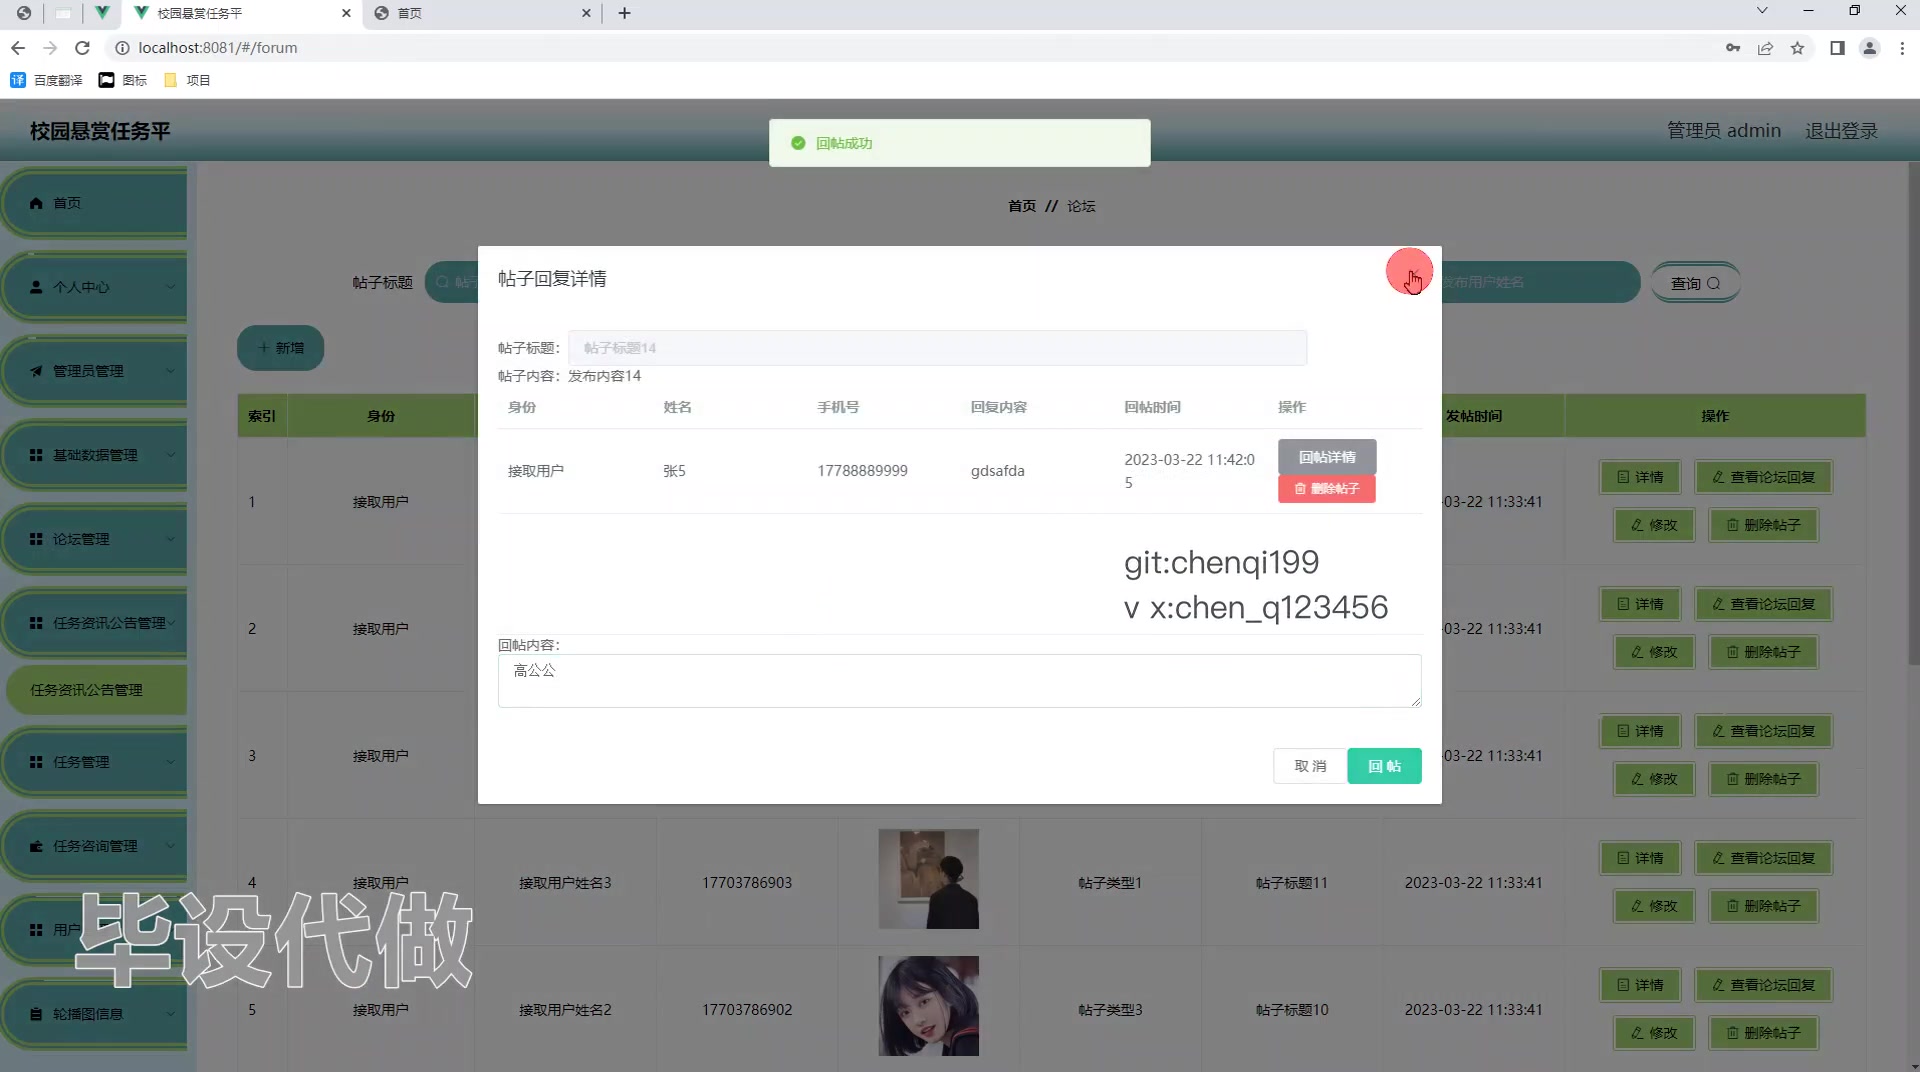 校园悬赏任务平
首页
localhost:8081/#/forum
百度翻译
图标
项目
校园悬赏任务平
管理员 admin
退出登录
回帖成功
首页
首页 // 论坛
个人中心
帖子标题
帖子
发布用户姓名
查询
帖子回复详情
新增
管理员管理
帖子标题：
帖子标题14
帖子内容：发布内容14
索引
身份
发帖时间
操作
身份
姓名
手机号
回复内容
回帖时间
操作
接取用户
张5
17788889999
gdsafda
2023-03-22 11:42:0
5
回帖详情
删除帖子
基础数据管理
论坛管理
任务资讯公告管理
任务资讯公告管理
任务管理
任务咨询管理
用户
轮播图信息
1
接取用户
-03-22 11:33:41
详情
查看论坛回复
修改
删除帖子
git:chenqi199
v x:chen_q123456
2
接取用户
-03-22 11:33:41
详情
查看论坛回复
修改
删除帖子
回帖内容：
高公公
取 消
回 帖
3
接取用户
-03-22 11:33:41
详情
查看论坛回复
修改
删除帖子
4
接取用户
接取用户姓名3
17703786903
帖子类型1
帖子标题11
2023-03-22 11:33:41
详情
查看论坛回复
修改
删除帖子
毕设代做
5
接取用户
接取用户姓名2
17703786902
帖子类型3
帖子标题10
2023-03-22 11:33:41
详情
查看论坛回复
修改
删除帖子